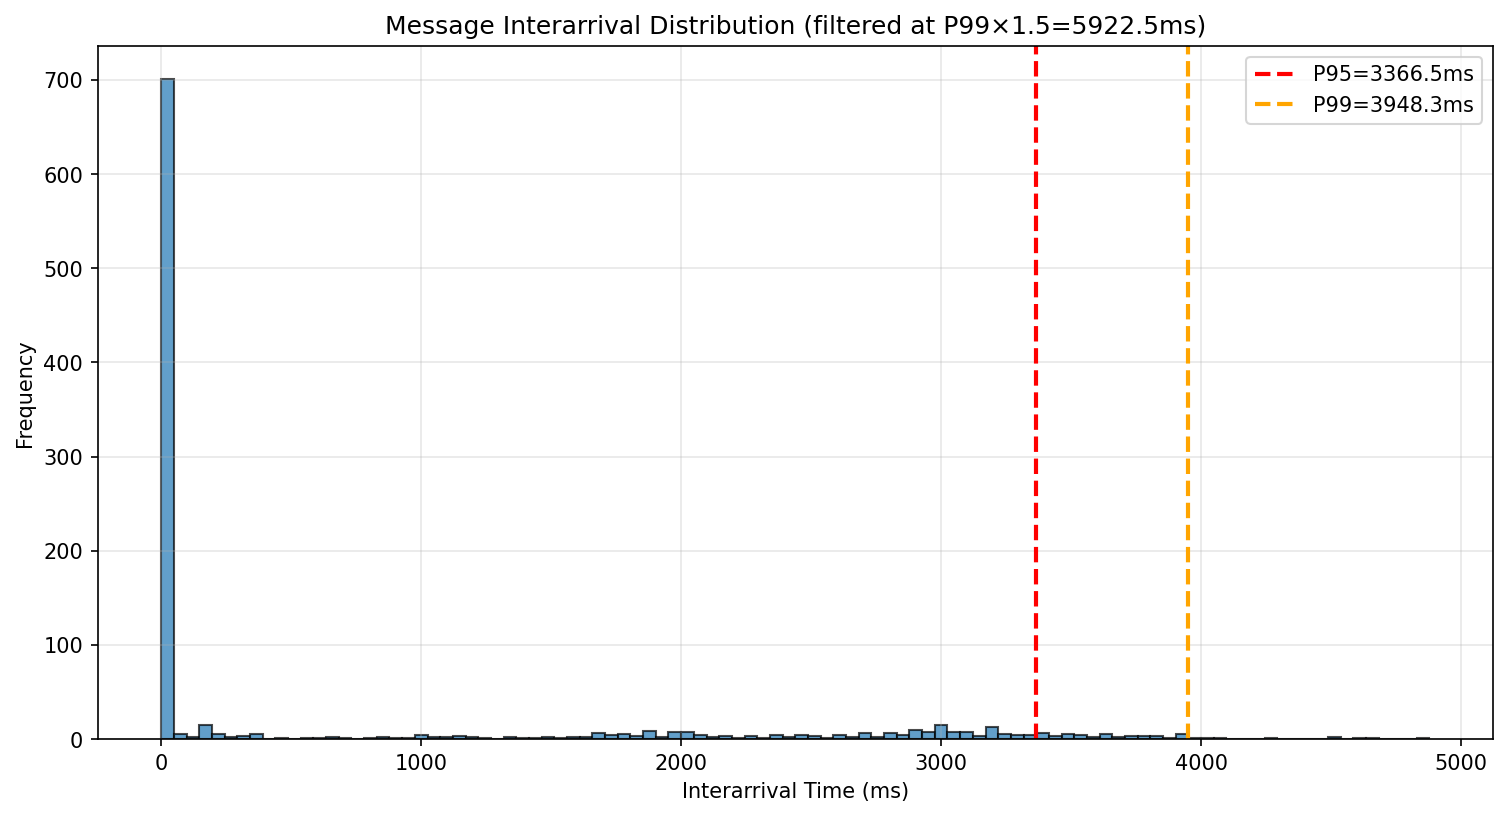 Message Interarrival Distribution (filtered at P99×1.5=5922.5ms)
P95=3366.5ms
P99=3948.3ms
700
600
500
400
300
200
100
0
Frequency
0 1000 2000 3000 4000 5000
Interarrival Time (ms)